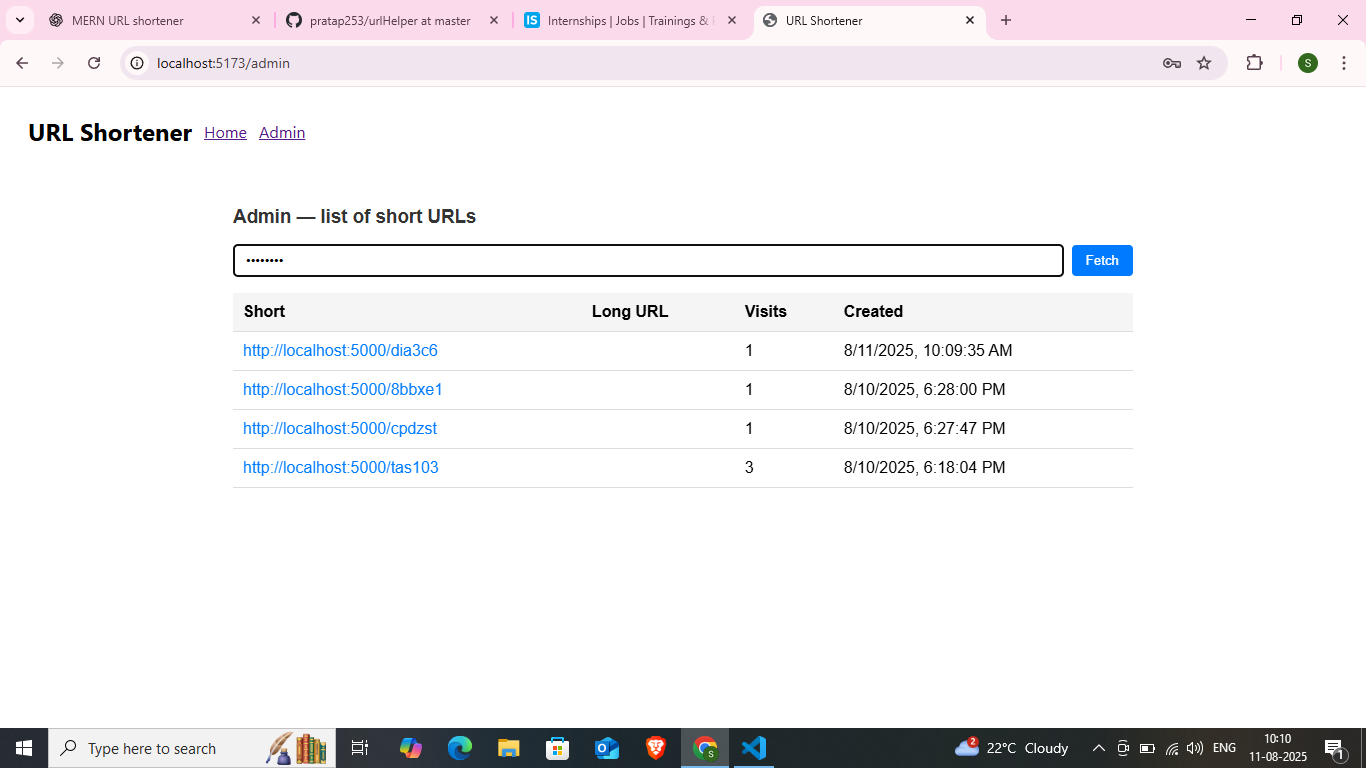 MERN URL shortener
pratap253/urlHelper at master
Internships | Jobs | Trainings &
URL Shortener
localhost:5173/admin
S
URL Shortener Home Admin
Admin — list of short URLs
•••••••• Fetch
Short Long URL Visits Created
http://localhost:5000/dia3c6 1 8/11/2025, 10:09:35 AM
http://localhost:5000/8bbxe1 1 8/10/2025, 6:28:00 PM
http://localhost:5000/cpdzst 1 8/10/2025, 6:27:47 PM
http://localhost:5000/tas103 3 8/10/2025, 6:18:04 PM
Type here to search
2
22°C Cloudy
ENG
10:10
11-08-2025
1